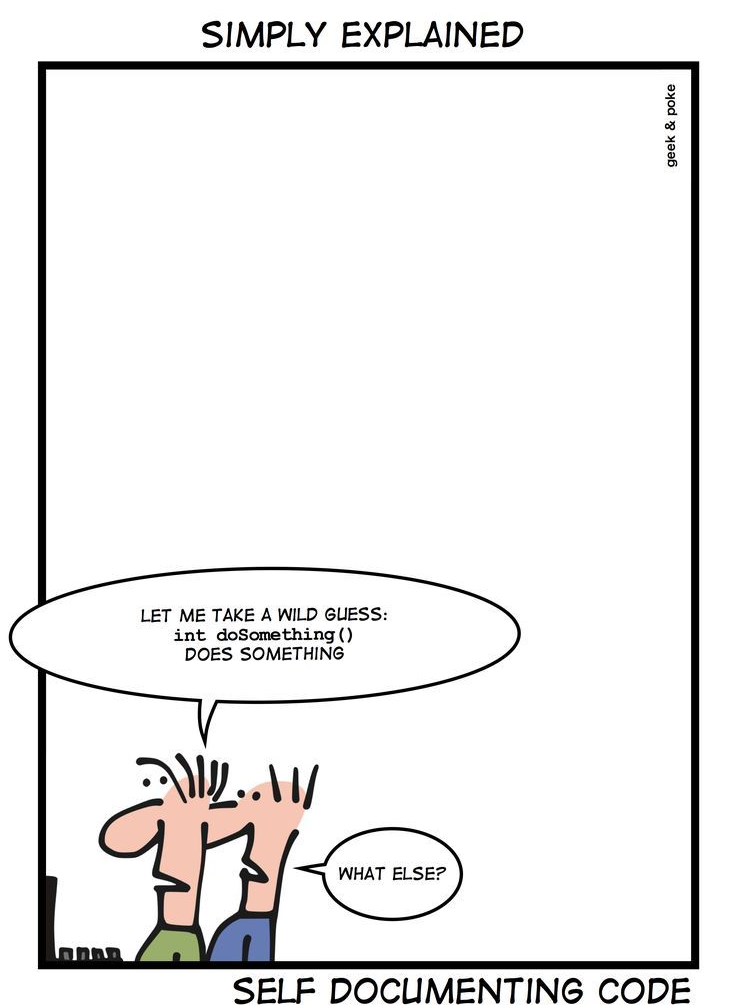 SIMPLY EXPLAINED
geek & poke
LET ME TAKE A WILD GUESS:
int doSomething()
DOES SOMETHING
WHAT ELSE?
SELF DOCUMENTING CODE